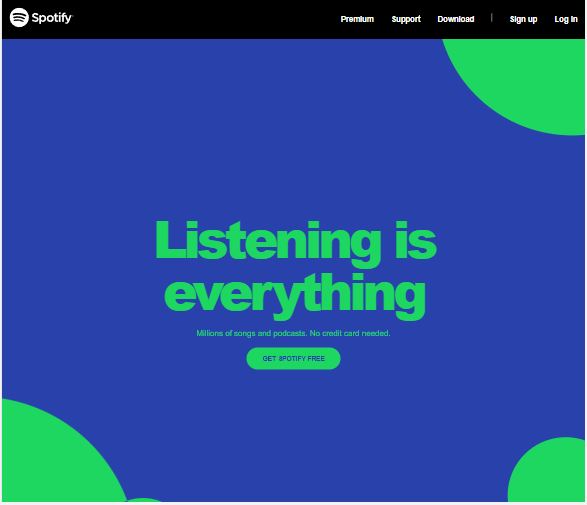 Spotify
Premium Support Download | Sign up Log in
Listening is
everything
Millions of songs and podcasts. No credit card needed.
GET SPOTIFY FREE